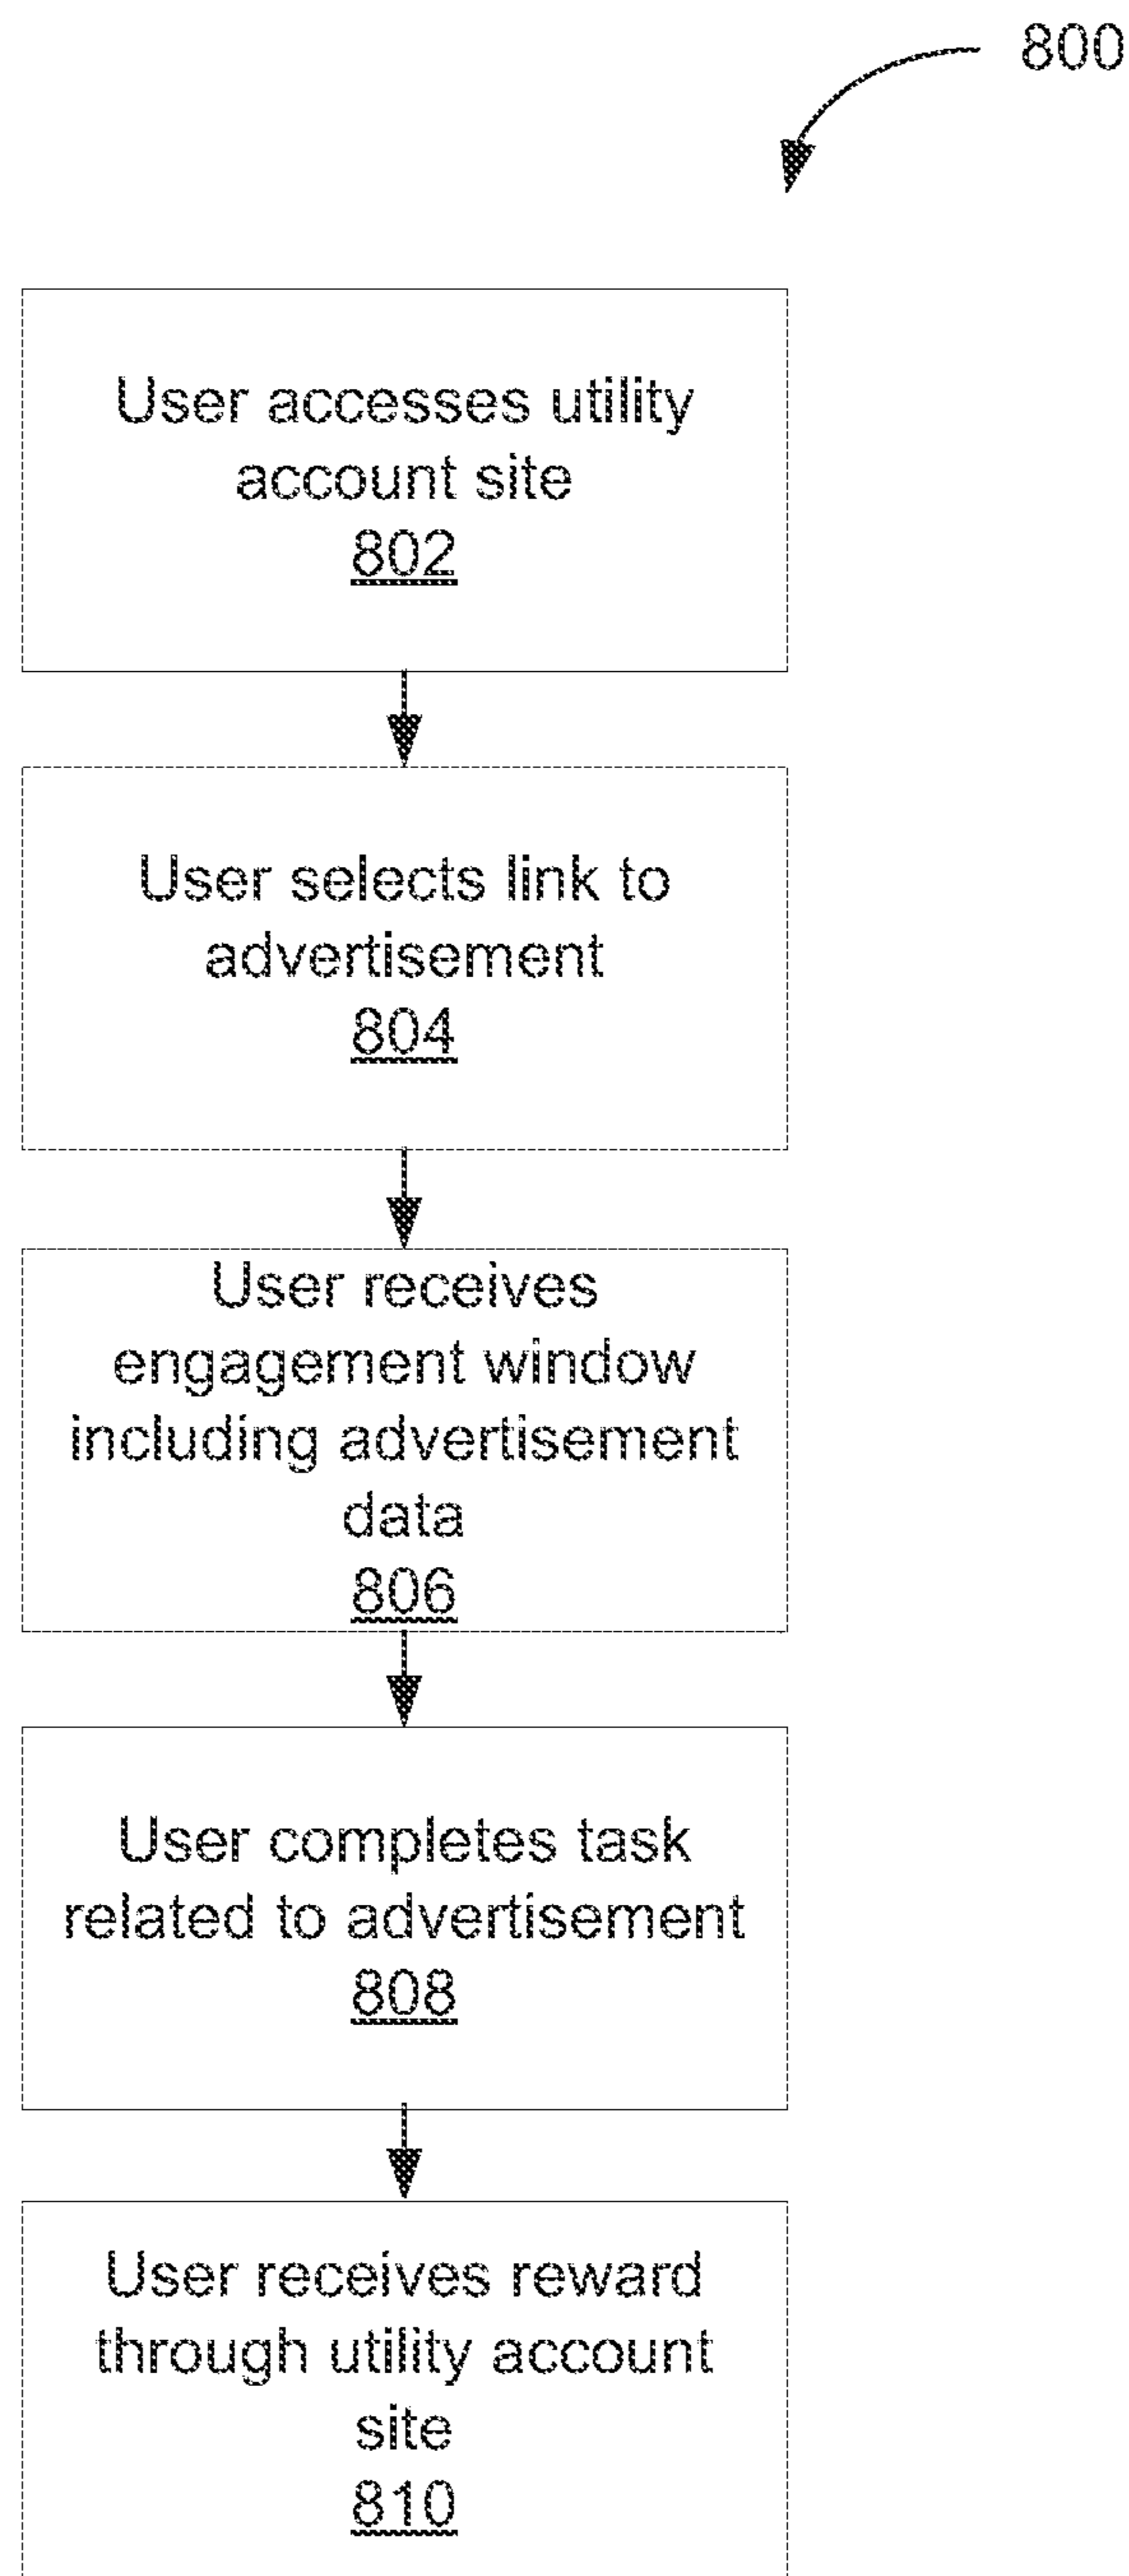 800
User accesses utility
account site
802
User selects link to
advertisement
804
User receives
engagement window
including advertisement
data
806
User completes task
related to advertisement
808
User receives reward
through utility account
site
810